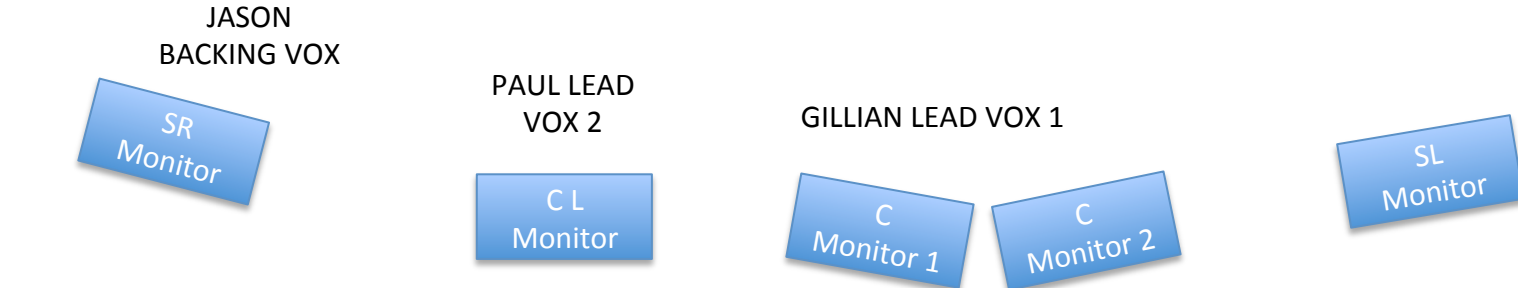 JASON
BACKING VOX
SR
Monitor
PAUL LEAD
VOX 2
C L
Monitor
GILLIAN LEAD VOX 1
C
Monitor 1
C
Monitor 2
SL
Monitor